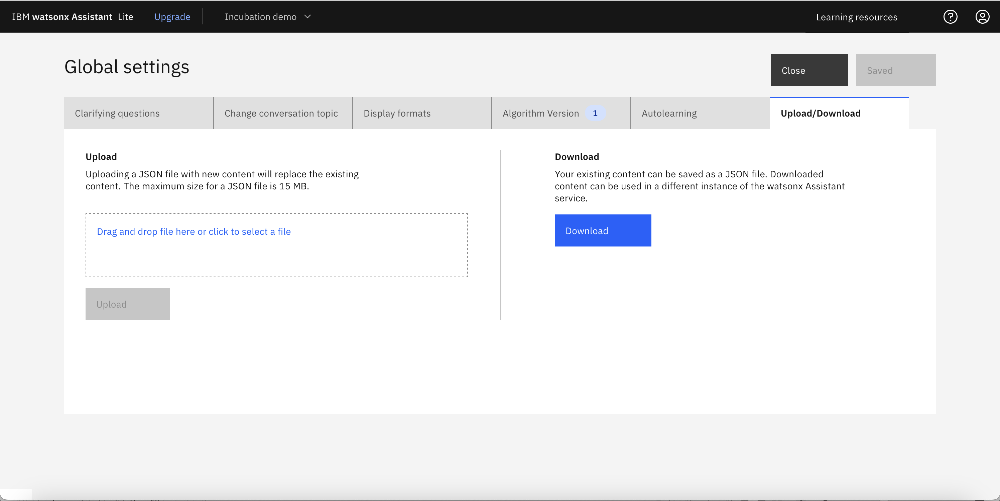 IBM watsonx Assistant Lite Upgrade Incubation demo Learning resources
Global settings
Close Saved
Clarifying questions Change conversation topic Display formats Algorithm Version 1 Autolearning Upload/Download
Upload
Uploading a JSON file with new content will replace the existing
content. The maximum size for a JSON file is 15 MB.
Drag and drop file here or click to select a file
Upload
Download
Your existing content can be saved as a JSON file. Downloaded
content can be used in a different instance of the watsonx Assistant
service.
Download